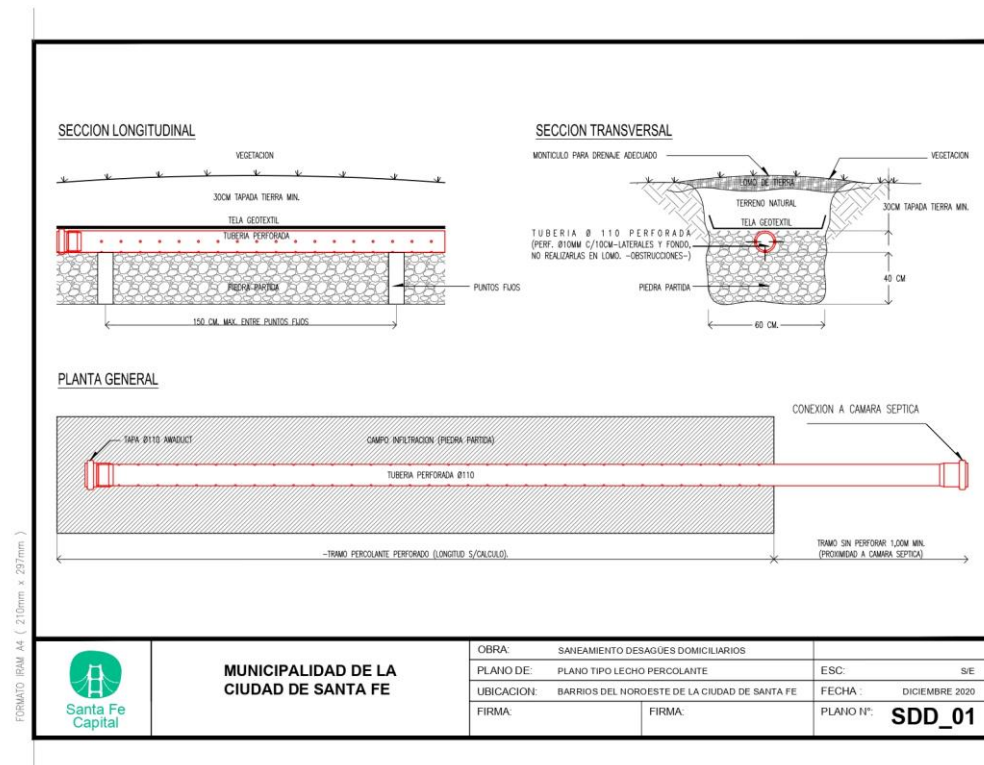 SECCION LONGITUDINAL
VEGETACION
30CM TAPADA TIERRA MIN.
TELA GEOTEXTIL
TUBERIA PERFORADA
PIEDRA PARTIDA
PUNTOS FIJOS
150 CM. MAX. ENTRE PUNTOS FIJOS
SECCION TRANSVERSAL
MONTICULO PARA DRENAJE ADECUADO
VEGETACION
LOMO DE TIERRA
TERRENO NATURAL
30CM TAPADA TIERRA MIN.
TELA GEOTEXTIL
TUBERIA Ø 110 PERFORADA
(PERF. Ø10MM C/10CM-LATERALES Y FONDO,
NO REALIZARLAS EN LOMO. -OBSTRUCCIONES-)
PIEDRA PARTIDA
40 CM
60 CM.
PLANTA GENERAL
CONEXION A CAMARA SEPTICA
TAPA Ø110 AWADUCT
CAMPO INFILTRACION (PIEDRA PARTIDA)
TUBERIA PERFORADA Ø110
-TRAMO PERCOLANTE PERFORADO (LONGITUD S/CALCULO).
TRAMO SIN PERFORAR 1,00M MIN.
(PROXIMIDAD A CAMARA SEPTICA)
FORMATO IRAM A4 ( 210mm x 297mm )
Santa Fe
Capital
MUNICIPALIDAD DE LA
CIUDAD DE SANTA FE
OBRA: SANEAMIENTO DESAGÜES DOMICILIARIOS
PLANO DE: PLANO TIPO LECHO PERCOLANTE
ESC: S/E
UBICACION: BARRIOS DEL NOROESTE DE LA CIUDAD DE SANTA FE
FECHA : DICIEMBRE 2020
FIRMA:
FIRMA:
PLANO N°: SDD_01